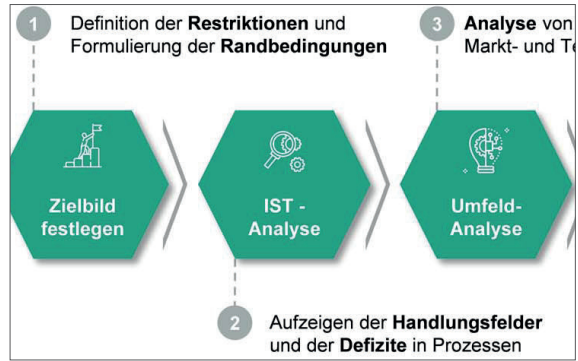 1
Definition der Restriktionen und
Formulierung der Randbedingungen
3
Analyse von
Markt- und
Zielbild
festlegen
IST -
Analyse
Umfeld-
Analyse
2
Aufzeigen der Handlungsfelder
und der Defizite in Prozessen